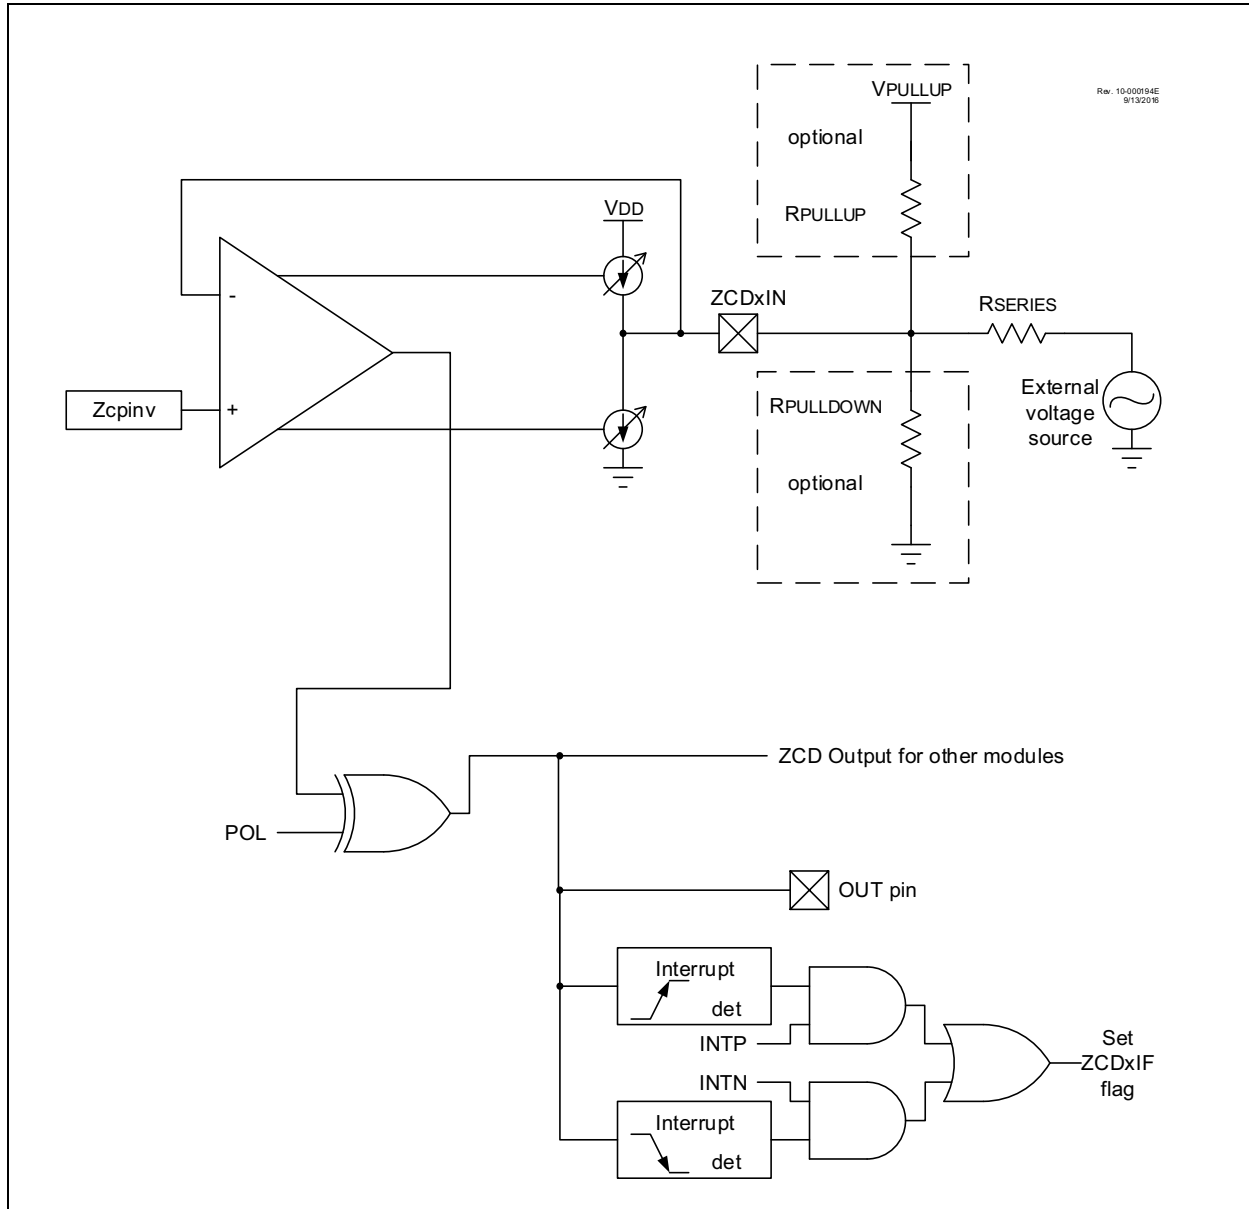 VPULLUP
Rev. 10-000194E
9/13/2016
optional
RPULLUP
VDD
-
ZCDxIN
RSERIES
Zcpinv
+
RPULLDOWN
External
voltage
source
optional
ZCD Output for other modules
POL
OUT pin
Interrupt
det
INTP
Set
ZCDxIF
flag
INTN
Interrupt
det